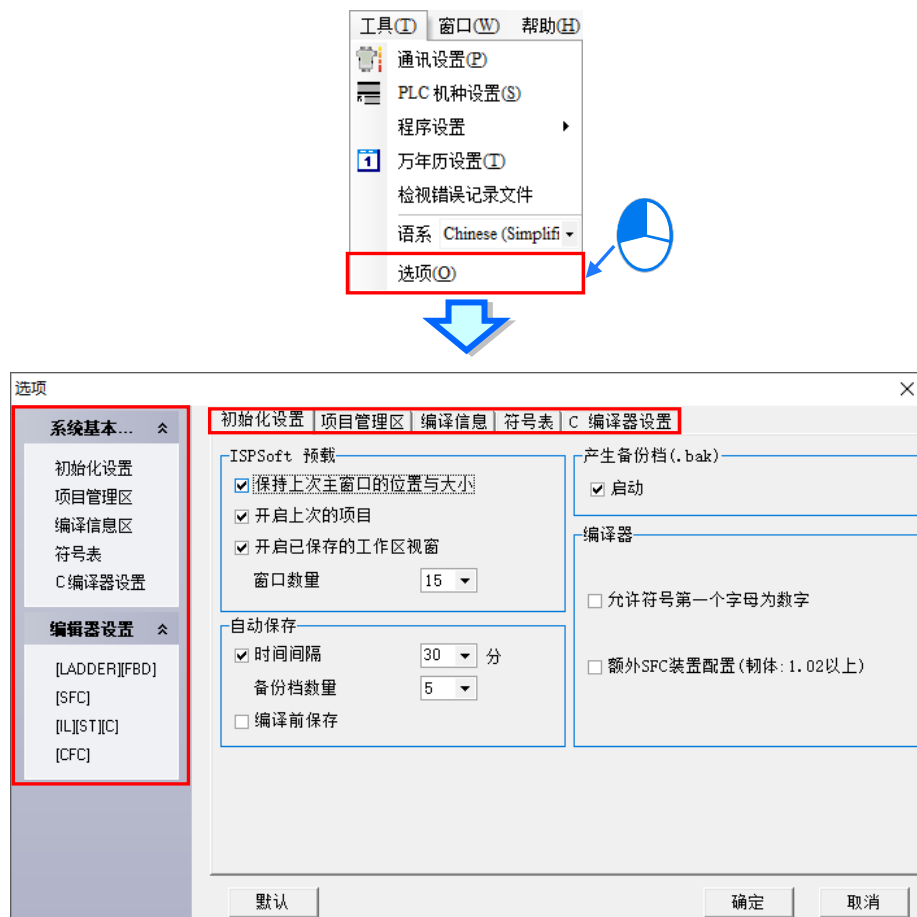 工具(T) 窗口(W) 帮助(H)
通讯设置(P)
PLC 机种设置(S)
程序设置
1 万年历设置(T)
检视错误记录文件
语系 Chinese (Simplifi
选项(O)
选项
系统基本...
初始化设置
项目管理区
编译信息区
符号表
C编译器设置
编辑器设置
[LADDER][FBD]
[SFC]
[IL][ST][C]
[CFC]
初始化设置 项目管理区 编译信息 符号表 C 编译器设置
ISPSoft 预载
保持上次主窗口的位置与大小
开启上次的项目
开启已保存的工作区视窗
窗口数量 15
自动保存
时间间隔 30 分
备份档数量 5
编译前保存
产生备份档(.bak)
启动
编译器
允许符号第一个字母为数字
额外SFC装置配置(韧体:1.02以上)
默认 确定 取消